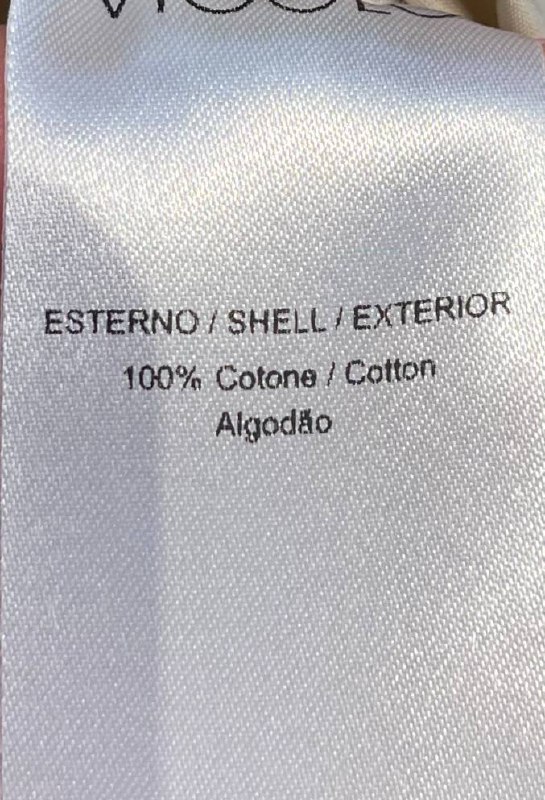 ESTERNO / SHELL / EXTERIOR
100% Cotone / Cotton
Algodão